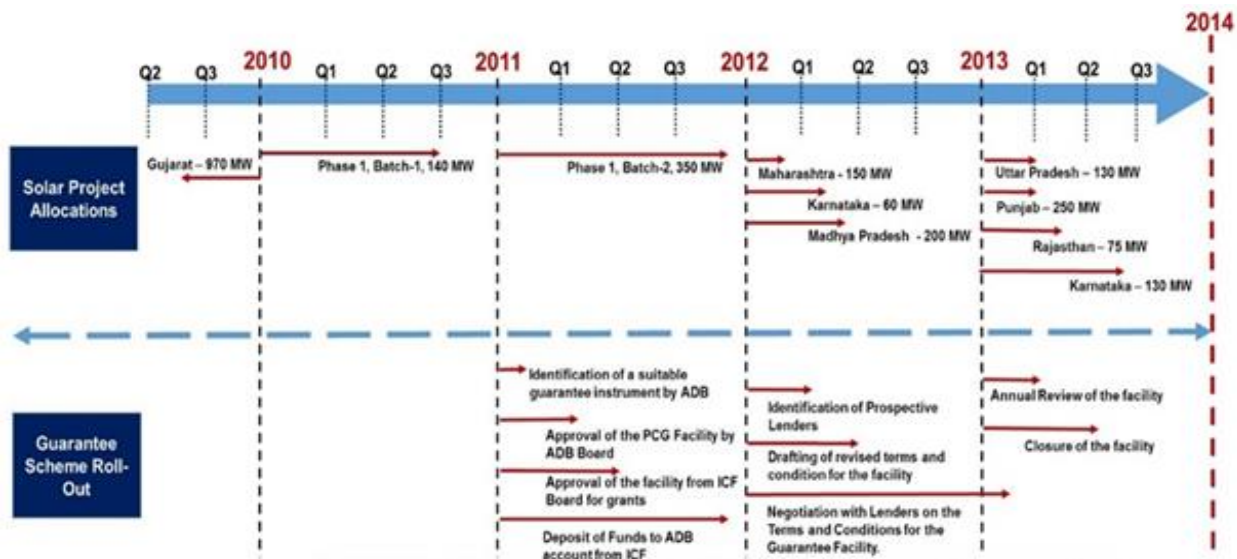 2014
2010
2011
2012
2013
Q2 Q3 Q1 Q2 Q3 Q1 Q2 Q3 Q1 Q2 Q3 Q1 Q2 Q3
Solar Project
Allocations
Gujarat – 970 MW
Phase 1, Batch-1, 140 MW
Phase 1, Batch-2, 350 MW
Maharashtra - 150 MW
Karnataka – 60 MW
Madhya Pradesh - 200 MW
Uttar Pradesh – 130 MW
Punjab – 250 MW
Rajasthan – 75 MW
Karnataka – 130 MW
Guarantee
Scheme Roll-
Out
Identification of a suitable
guarantee instrument by ADB
Approval of the PCG Facility by
ADB Board
Approval of the facility from ICF
Board for grants
Deposit of Funds to ADB
account from ICF
Identification of Prospective
Lenders
Drafting of revised terms and
condition for the facility
Negotiation with Lenders on the
Terms and Conditions for the
Guarantee Facility.
Annual Review of the facility
Closure of the facility